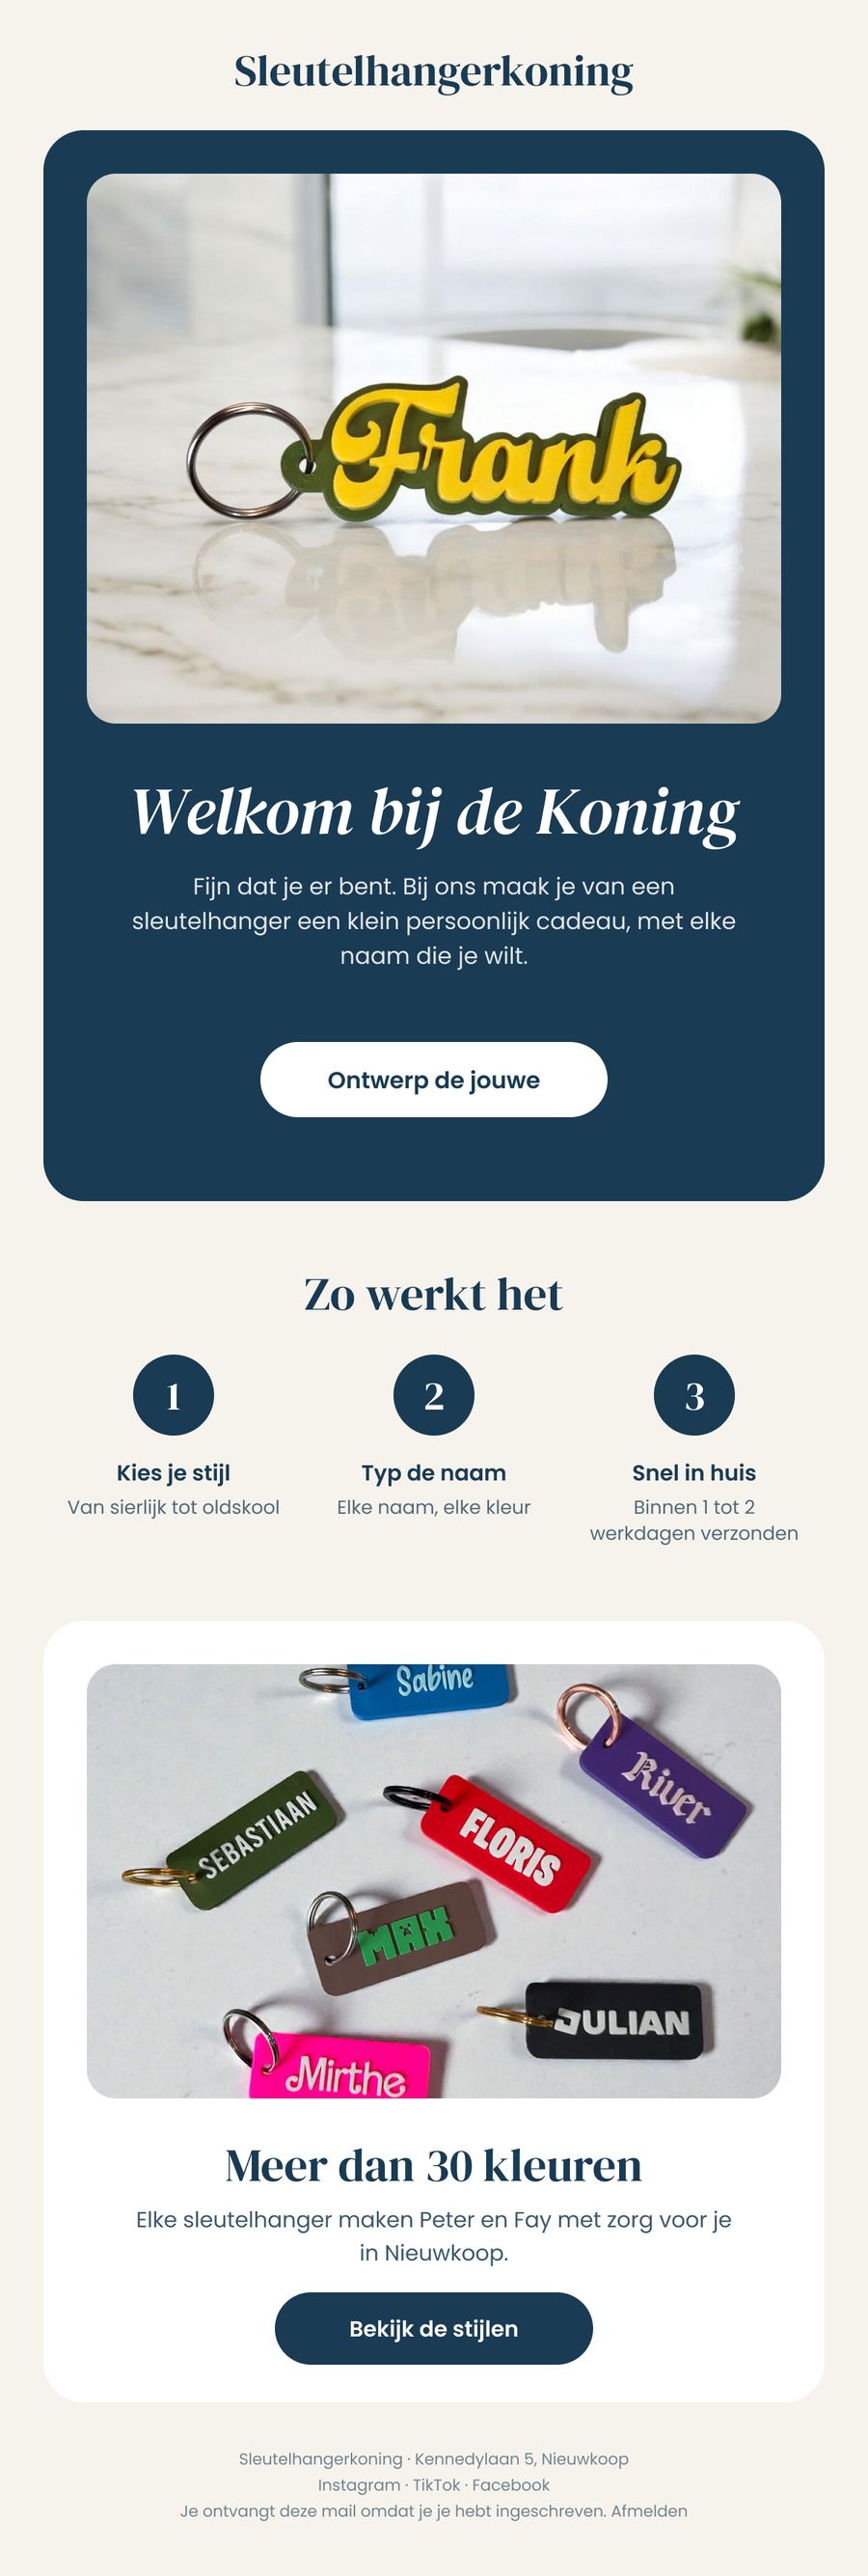 Sleutelhangerkoning
Frank
Welkom bij de Koning
Fijn dat je er bent. Bij ons maak je van een
sleutelhanger een klein persoonlijk cadeau, met elke
naam die je wilt.
Ontwerp de jouwe
Zo werkt het
1
2
3
Kies je stijl
Typ de naam
Snel in huis
Van sierlijk tot oldskool
Elke naam, elke kleur
Binnen 1 tot 2
werkdagen verzonden
Sabine
River
SEBASTIAAN
FLORIS
MAX
JULIAN
Mirthe
Meer dan 30 kleuren
Elke sleutelhanger maken Peter en Fay met zorg voor je
in Nieuwkoop.
Bekijk de stijlen
Sleutelhangerkoning · Kennedylaan 5, Nieuwkoop
Instagram · TikTok · Facebook
Je ontvangt deze mail omdat je je hebt ingeschreven. Afmelden